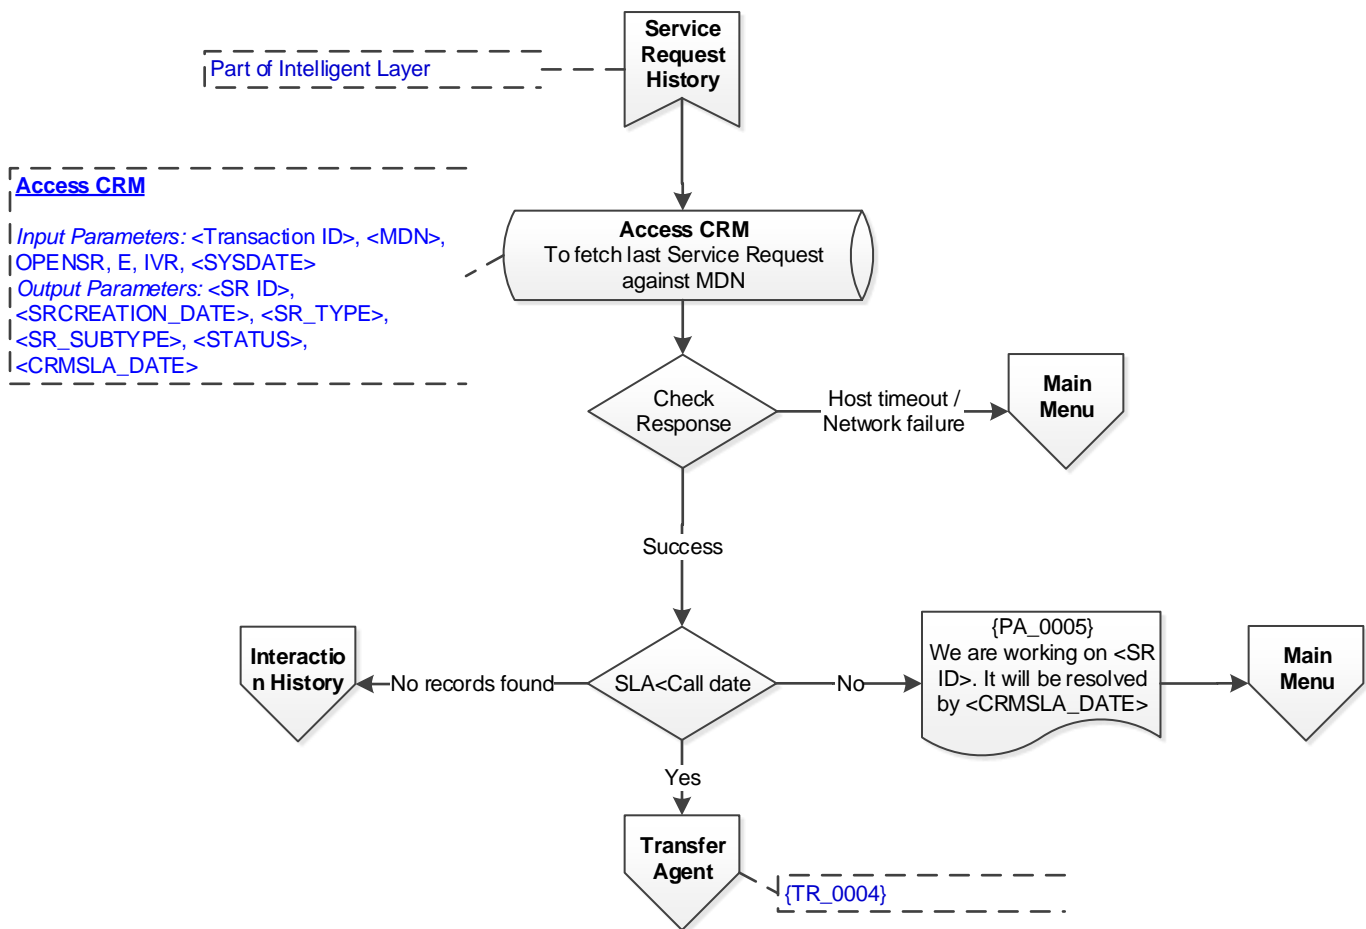 Service
Request
History
Part of Intelligent Layer
Access CRM
Input Parameters: <Transaction ID>, <MDN>,
OPENSR, E, IVR, <SYSDATE>
Output Parameters: <SR ID>,
<SRCREATION_DATE>, <SR_TYPE>,
<SR_SUBTYPE>, <STATUS>,
<CRMSLA_DATE>
Access CRM
To fetch last Service Request
against MDN
Check
Response
Host timeout /
Network failure
Main
Menu
Success
Interactio
n History
No records found
SLA<Call date
No
{PA_0005}
We are working on <SR
ID>. It will be resolved
by <CRMSLA_DATE>
Main
Menu
Yes
Transfer
Agent
{TR_0004}